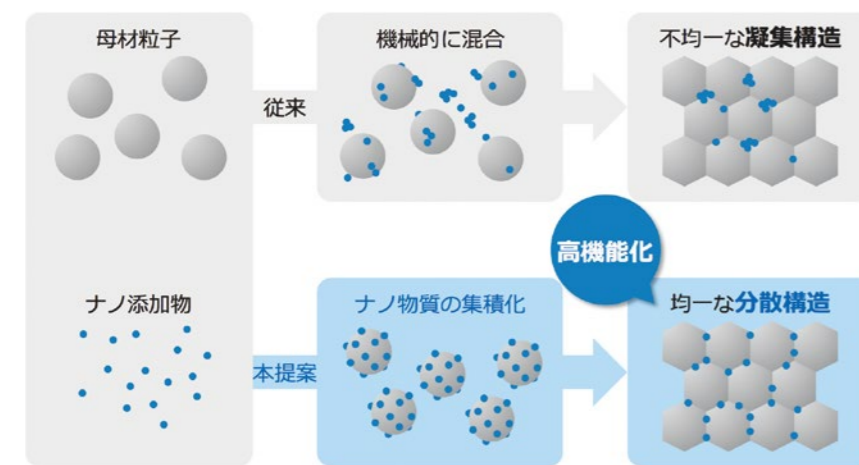 母材粒子
機械的に混合
不均一な凝集構造
従来
高機能化
ナノ添加物
ナノ物質の集積化
均一な分散構造
本提案